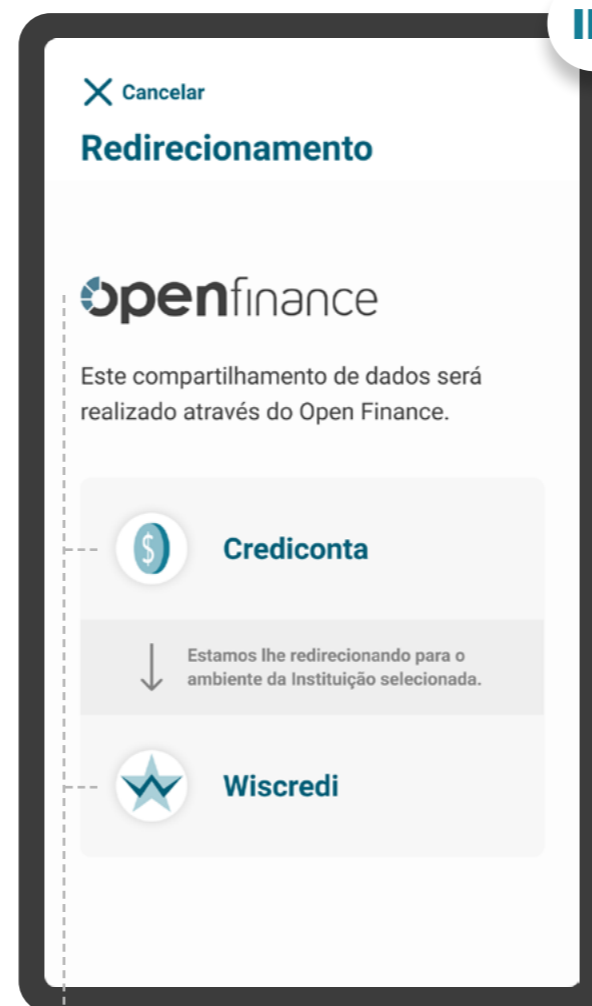 Cancelar
Redirecionamento
openfinance
Este compartilhamento de dados será
realizado através do Open Finance.
$
Crediconta
Estamos lhe redirecionando para o
ambiente da Instituição selecionada.
Wiscredi